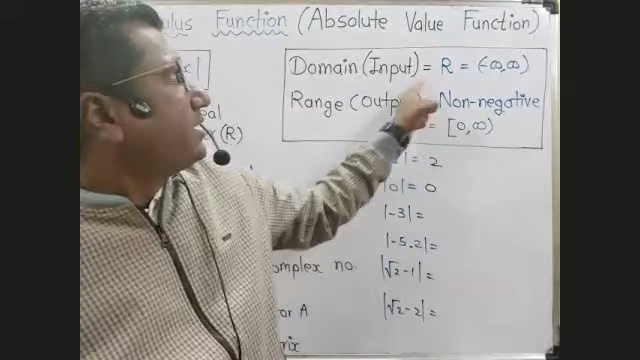 Function (Absolute Value Function)
Domain (Input) = R = (-∞,∞)
Range (Outp Non-negative
= [0,∞)
(R)
| = 2
|0| = 0
|-3| =
|-5.2| =
omplex no. |√2-1| =
or A |√2-2| =